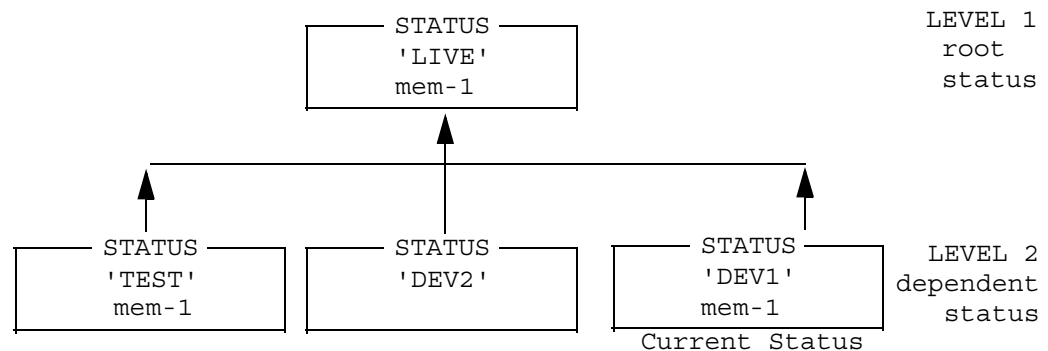 STATUS
'LIVE'
mem-1
LEVEL 1
root
status
STATUS
'TEST'
mem-1
STATUS
'DEV2'
STATUS
'DEV1'
mem-1
Current Status
LEVEL 2
dependent
status